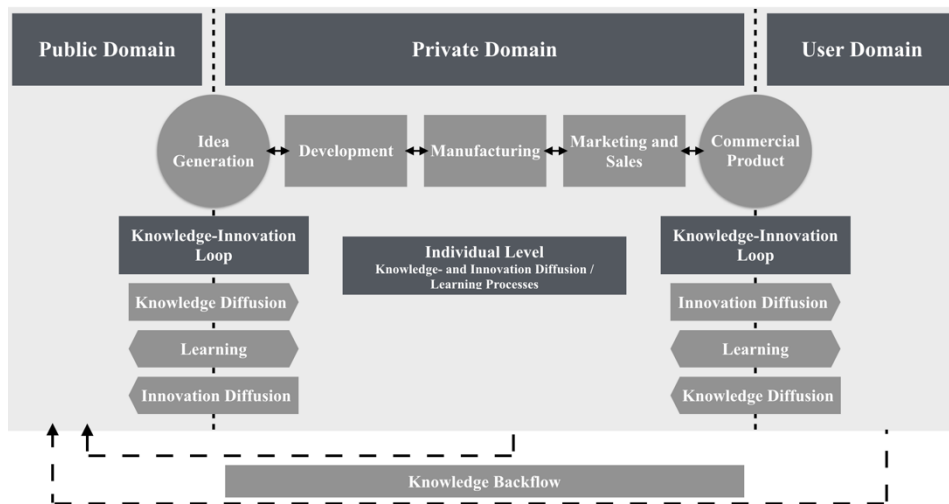 Public Domain
Private Domain
User Domain
Idea
Generation
Development
Manufacturing
Marketing and
Sales
Commercial
Product
Knowledge-Innovation
Loop
Individual Level
Knowledge- and Innovation Diffusion /
Learning Processes
Knowledge-Innovation
Loop
Knowledge Diffusion
Innovation Diffusion
Learning
Learning
Innovation Diffusion
Knowledge Diffusion
Knowledge Backflow